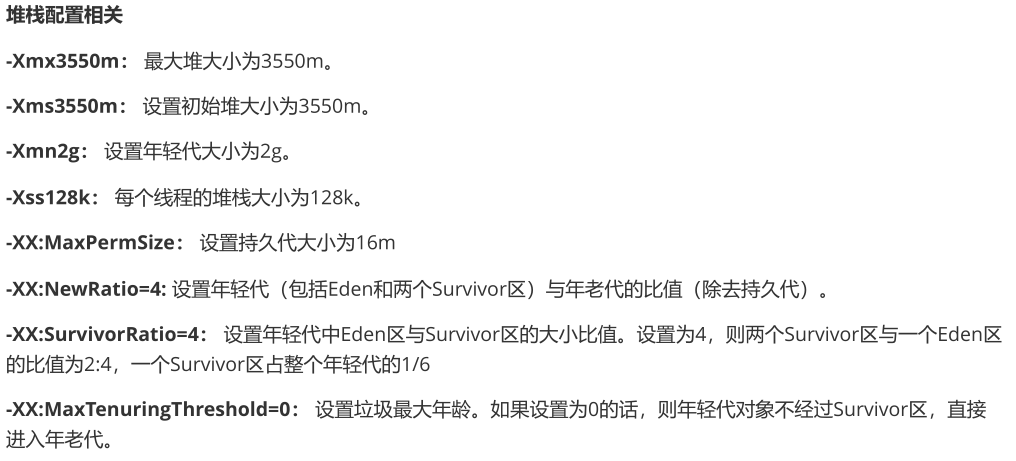 堆栈配置相关
-Xmx3550m： 最大堆大小为3550m。
-Xms3550m： 设置初始堆大小为3550m。
-Xmn2g： 设置年轻代大小为2g。
-Xss128k： 每个线程的堆栈大小为128k。
-XX:MaxPermSize： 设置持久代大小为16m
-XX:NewRatio=4: 设置年轻代（包括Eden和两个Survivor区）与年老代的比值（除去持久代）。
-XX:SurvivorRatio=4： 设置年轻代中Eden区与Survivor区的大小比值。设置为4，则两个Survivor区与一个Eden区
的比值为2:4，一个Survivor区占整个年轻代的1/6
-XX:MaxTenuringThreshold=0： 设置垃圾最大年龄。如果设置为0的话，则年轻代对象不经过Survivor区，直接
进入年老代。